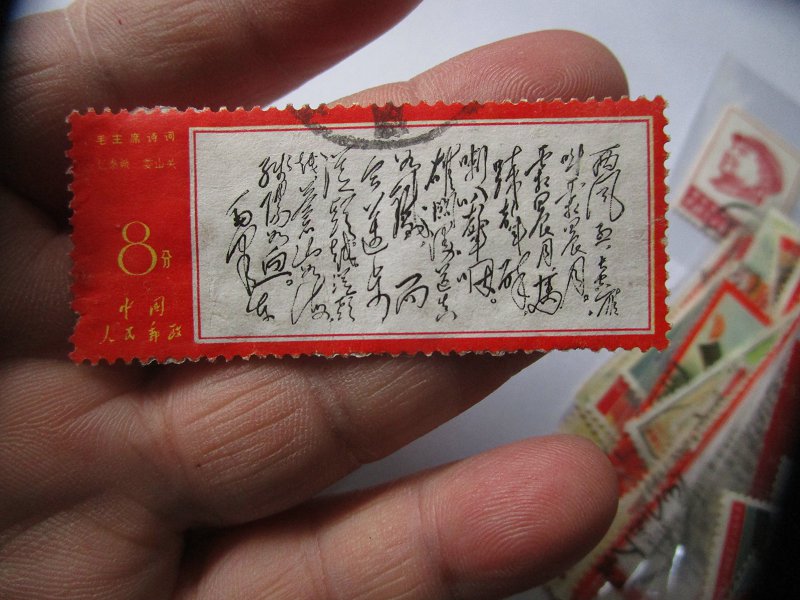 毛主席诗词
忆秦娥 娄山关
8分
中国
人民邮政
西风烈长空雁
叫霜晨月。
霜晨月马
蹄声碎
喇叭声咽。
雄关漫道真
如铁 而
今迈步
从头越从头
越 苍山如海
残阳如血。
毛泽东